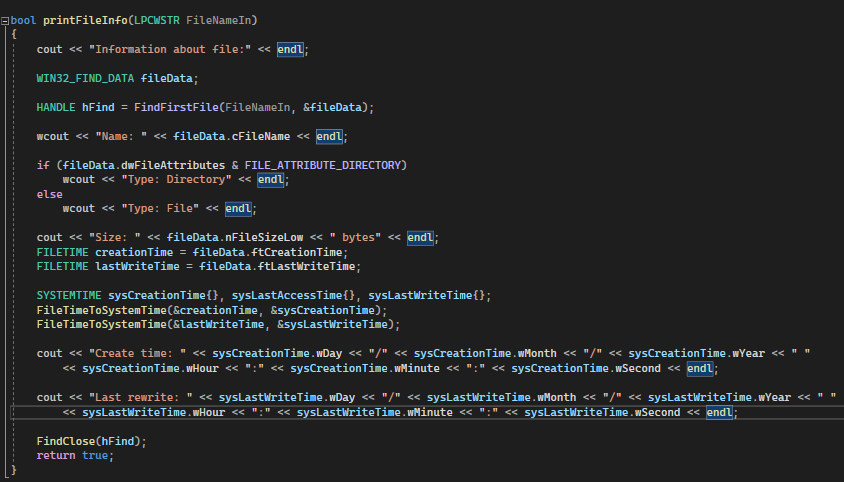 bool printFileInfo(LPCWSTR FileNameIn)
{
cout << "Information about file:" << endl;
WIN32_FIND_DATA fileData;
HANDLE hFind = FindFirstFile(FileNameIn, &fileData);
wcout << "Name: " << fileData.cFileName << endl;
if (fileData.dwFileAttributes & FILE_ATTRIBUTE_DIRECTORY)
wcout << "Type: Directory" << endl;
else
wcout << "Type: File" << endl;
cout << "Size: " << fileData.nFileSizeLow << " bytes" << endl;
FILETIME creationTime = fileData.ftCreationTime;
FILETIME lastWriteTime = fileData.ftLastWriteTime;
SYSTEMTIME sysCreationTime{}, sysLastAccessTime{}, sysLastWriteTime{};
FileTimeToSystemTime(&creationTime, &sysCreationTime);
FileTimeToSystemTime(&lastWriteTime, &sysLastWriteTime);
cout << "Create time: " << sysCreationTime.wDay << "/" << sysCreationTime.wMonth << "/" << sysCreationTime.wYear << " "
<< sysCreationTime.wHour << ":" << sysCreationTime.wMinute << ":" << sysCreationTime.wSecond << endl;
cout << "Last rewrite: " << sysLastWriteTime.wDay << "/" << sysLastWriteTime.wMonth << "/" << sysLastWriteTime.wYear << " "
<< sysLastWriteTime.wHour << ":" << sysLastWriteTime.wMinute << ":" << sysLastWriteTime.wSecond << endl;
FindClose(hFind);
return true;
}